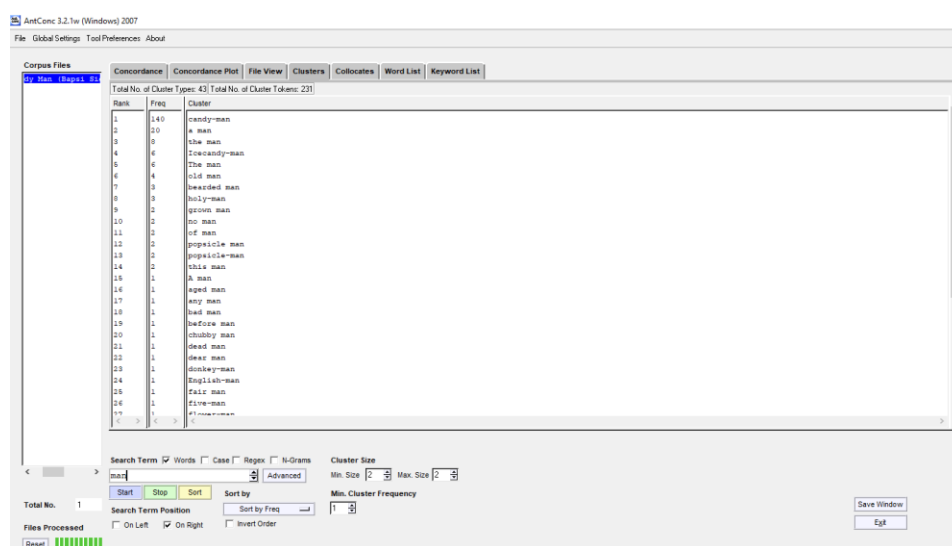 AntConc 3.2.1w (Windows) 2007
File Global Settings Tool Preferences About
Corpus Files
dy Man (Bapsi Si
Concordance Concordance Plot File View Clusters Collocates Word List Keyword List
Total No. of Cluster Types: 43 Total No. of Cluster Tokens: 231
Rank Freq Cluster
1 140 candy-man
2 20 a man
3 8 the man
4 6 Icecandy-man
5 6 The man
6 4 old man
7 3 bearded man
8 3 holy-man
9 2 grown man
10 2 no man
11 2 of man
12 2 popsicle man
13 2 popsicle-man
14 2 this man
15 1 A man
16 1 aged man
17 1 any man
18 1 bad man
19 1 before man
20 1 chubby man
21 1 dead man
22 1 dear man
23 1 donkey-man
24 1 English-man
25 1 fair man
26 1 five-man
27 1 flower-man
Search Term Words Case Regex N-Grams Cluster Size
man Advanced Min. Size 2 Max. Size 2
Start Stop Sort Sort by Min. Cluster Frequency
Total No. 1 Search Term Position Sort by Freq 1 Save Window
On Left On Right Invert Order Exit
Files Processed
Reset